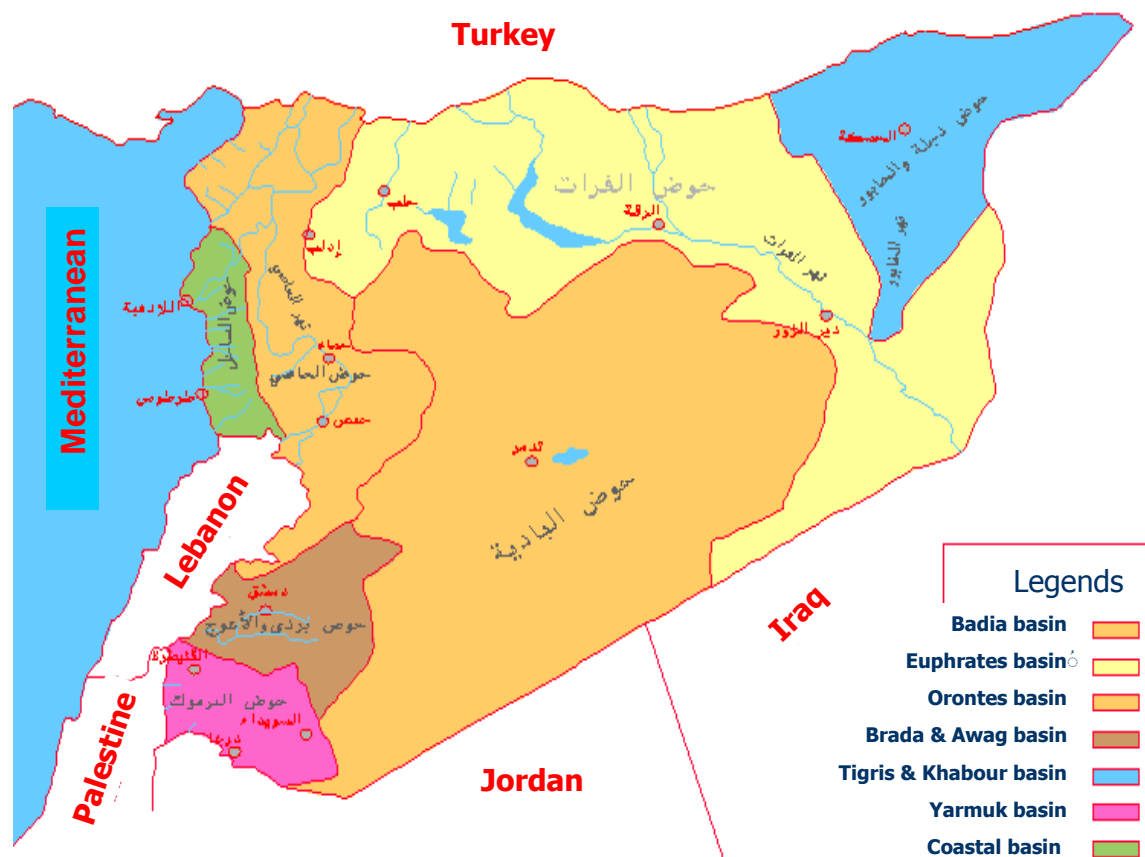 Turkey
حوض دجلة والخابور
الحسكة
حوض الفرات
حلب
الرقة
إدلب
نهر الخابور
نهر الفرات
Mediterranean
نهر العاصي
حوض الساحل
اللاذقية
دير الزور
حماه
حوض العاصي
طرطوس
حمص
تدمر
حوض البادية
Lebanon
دمشق
حوض بردى والأعوج
Iraq
القنيطرة
حوض اليرموك
السويداء
درعا
Palestine
Jordan
Legends
Badia basin
Euphrates basin
Orontes basin
Brada & Awag basin
Tigris & Khabour basin
Yarmuk basin
Coastal basin